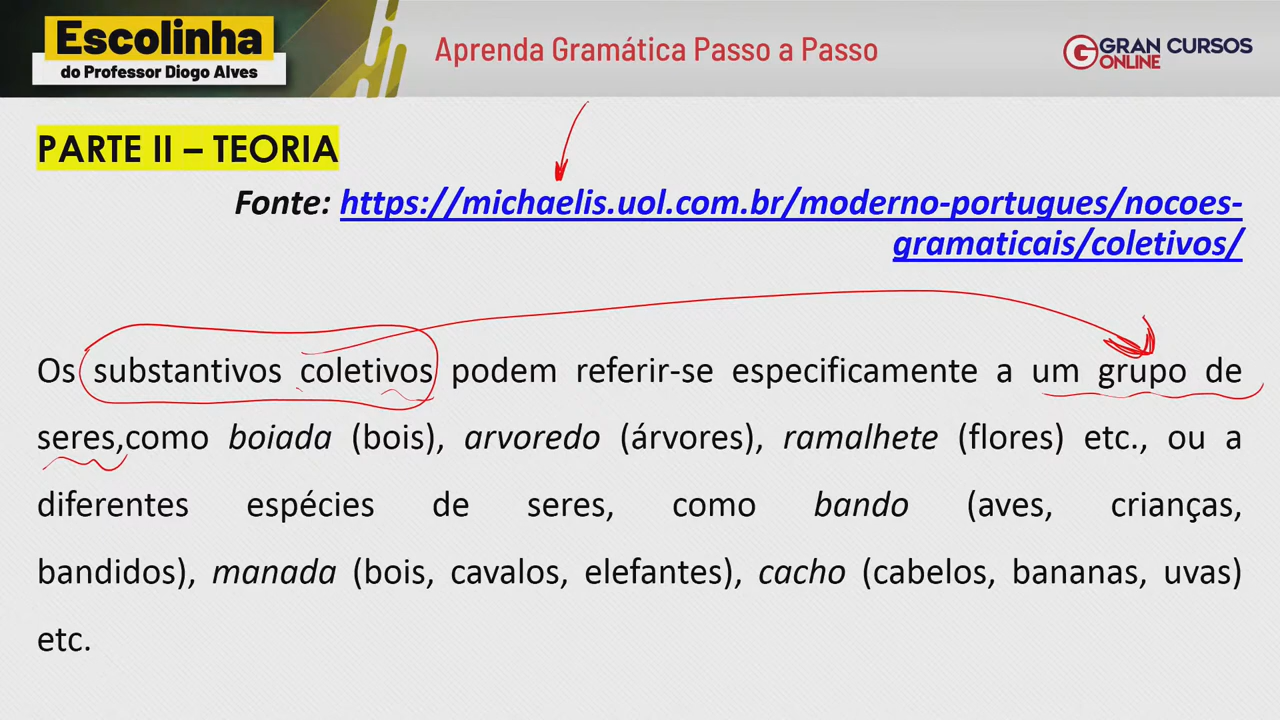 Escolinha
do Professor Diogo Alves
Aprenda Gramática Passo a Passo
GRAN CURSOS
ONLINE
PARTE II – TEORIA
Fonte: https://michaelis.uol.com.br/moderno-portugues/nocoes-
gramaticais/coletivos/
Os substantivos coletivos podem referir-se especificamente a um grupo de
seres,como boiada (bois), arvoredo (árvores), ramalhete (flores) etc., ou a
diferentes espécies de seres, como bando (aves, crianças,
bandidos), manada (bois, cavalos, elefantes), cacho (cabelos, bananas, uvas)
etc.